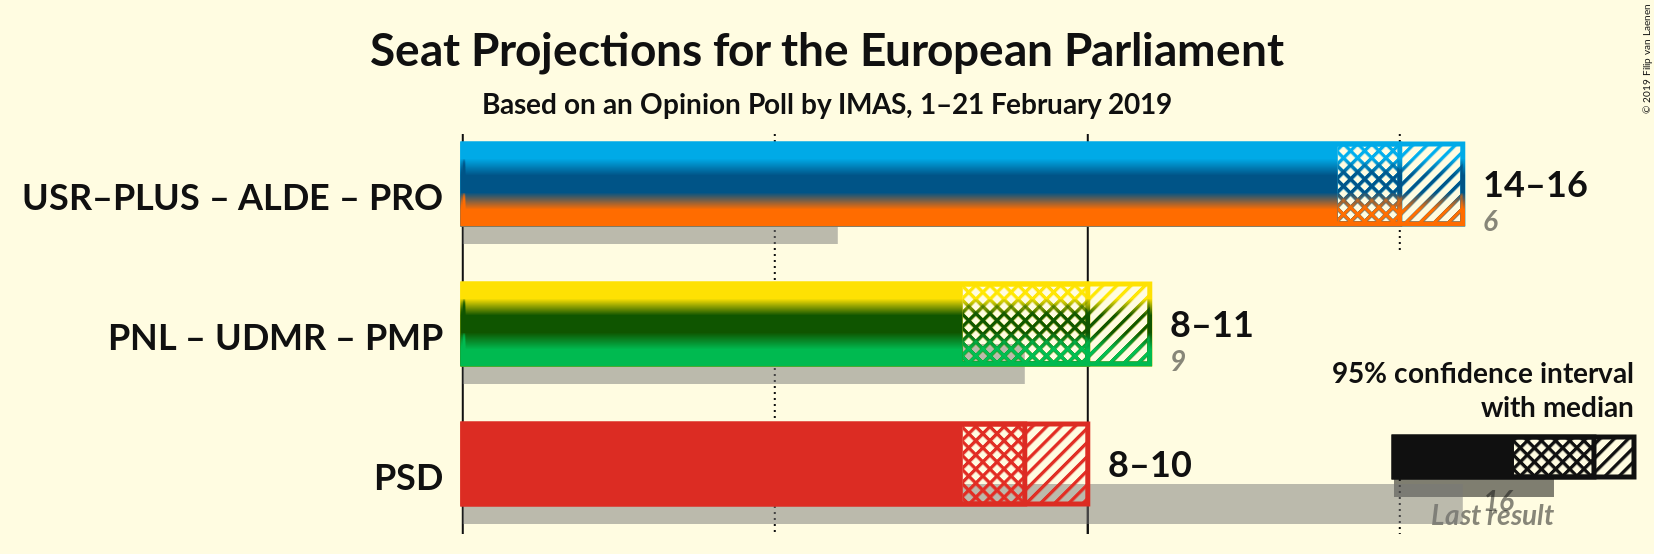 Seat Projections for the European Parliament
Based on an Opinion Poll by IMAS, 1–21 February 2019
© 2019 Filip van Laenen
USR–PLUS – ALDE – PRO
14–16
6
PNL – UDMR – PMP
8–11
9
PSD
8–10
16
95% confidence interval
with median
Last result